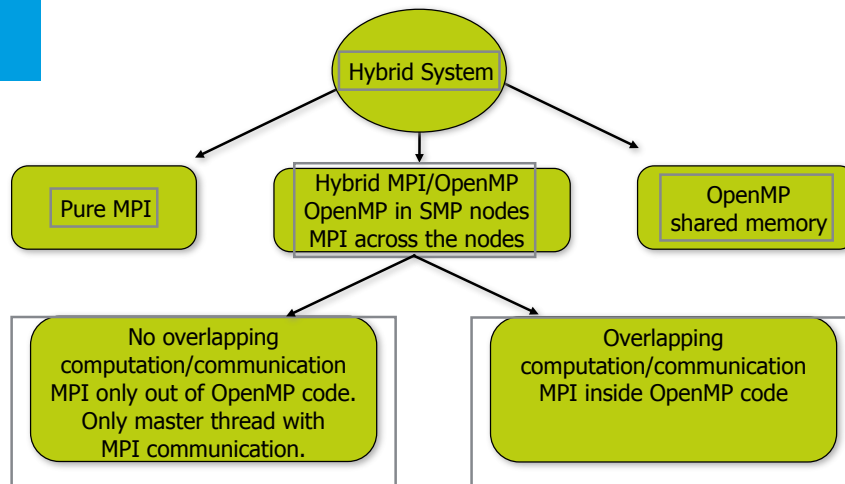 Hybrid System
Pure MPI
Hybrid MPI/OpenMP
OpenMP in SMP nodes
MPI across the nodes
OpenMP
shared memory
No overlapping
computation/communication
MPI only out of OpenMP code.
Only master thread with
MPI communication.
Overlapping
computation/communication
MPI inside OpenMP code